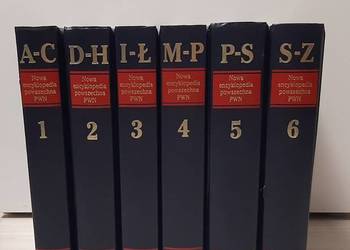 A-C
Nowa
encyklopedia
powszechna
PWN
1
D-H
Nowa
encyklopedia
powszechna
PWN
2
I-Ł
Nowa
encyklopedia
powszechna
PWN
3
M-P
Nowa
encyklopedia
powszechna
PWN
4
P-S
Nowa
encyklopedia
powszechna
PWN
5
S-Z
Nowa
encyklopedia
powszechna
PWN
6